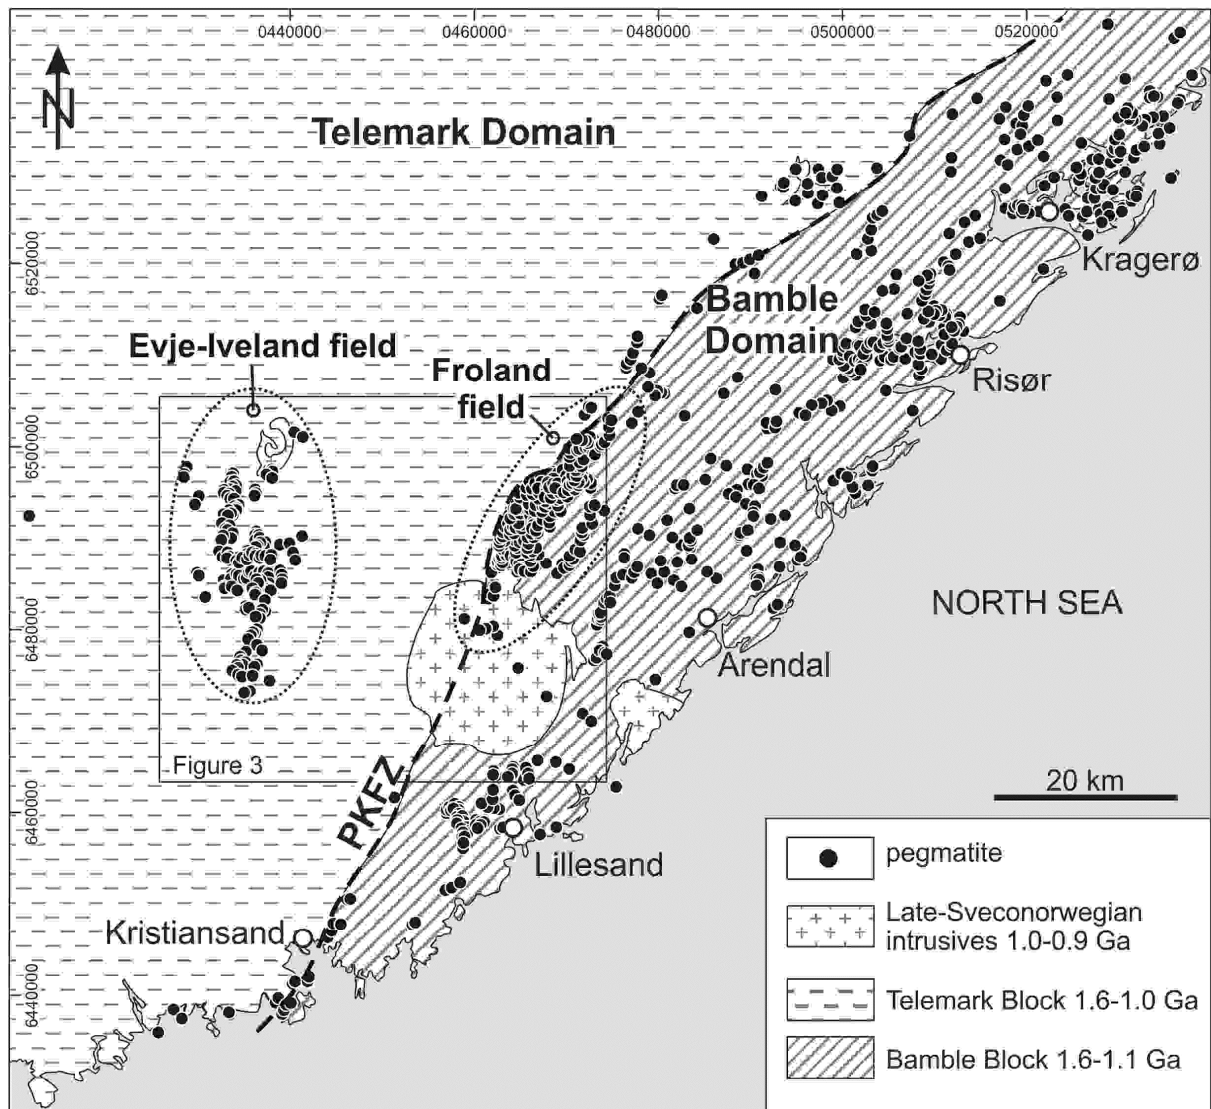 0440000
0460000
0480000
0500000
0520000
N
Telemark Domain
6520000
Kragerø
Bamble
Domain
Evje-Iveland field
Froland
field
Risør
6500000
NORTH SEA
6480000
Arendal
Figure 3
PKFZ
20 km
6460000
Lillesand
Kristiansand
6440000
pegmatite
Late-Sveconorwegian
intrusives 1.0-0.9 Ga
Telemark Block 1.6-1.0 Ga
Bamble Block 1.6-1.1 Ga